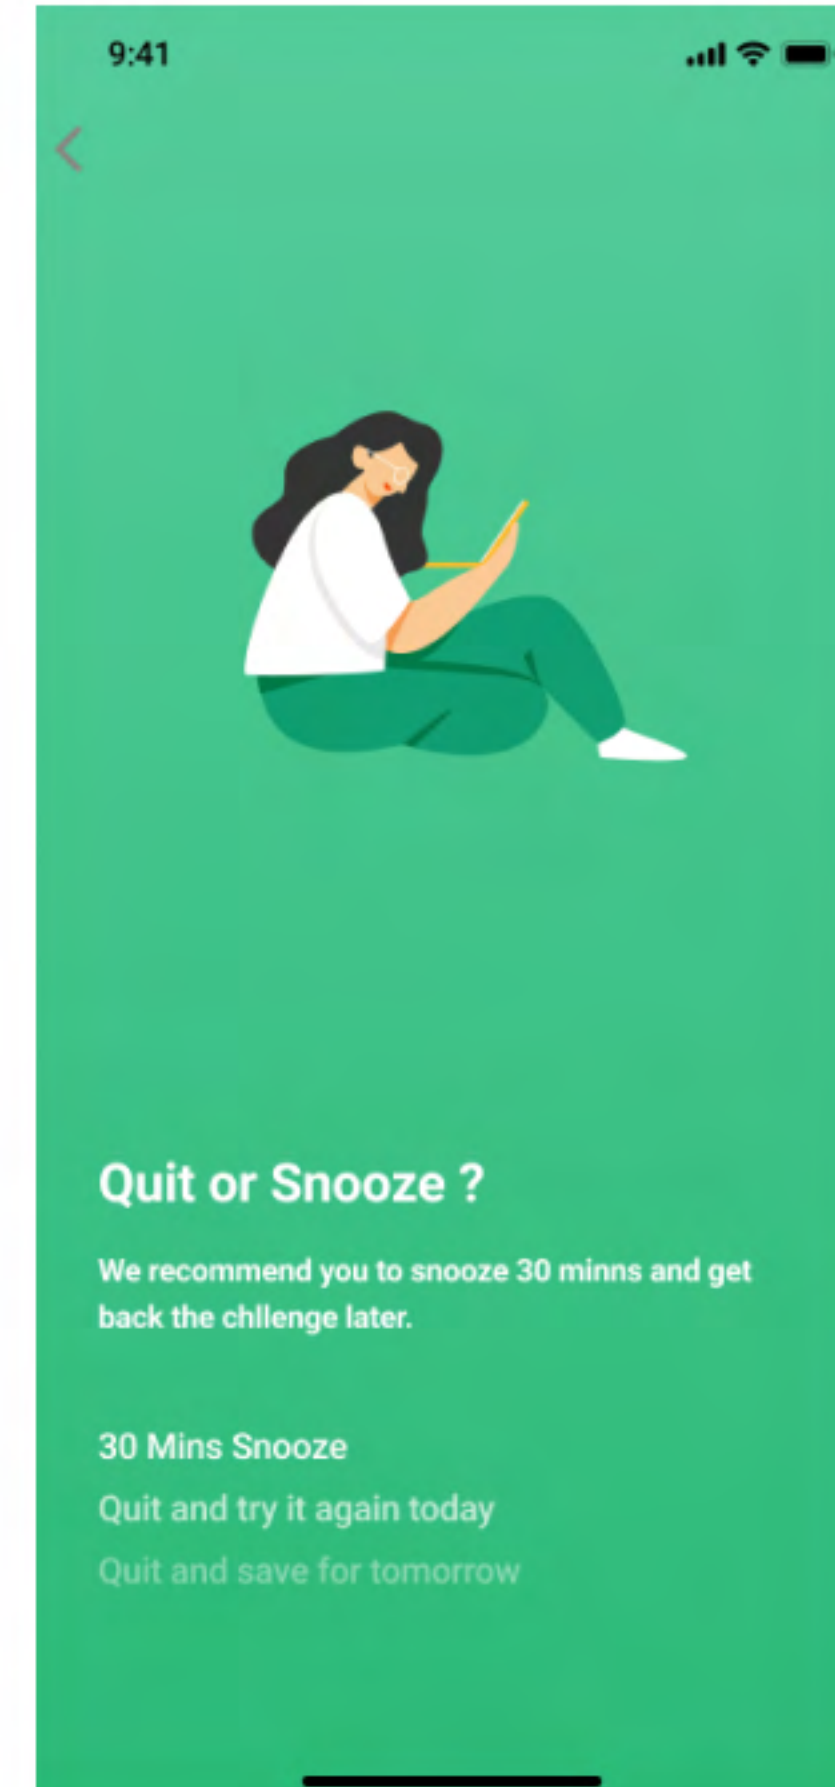 9:41
Quit or Snooze ?
We recommend you to snooze 30 minns and get
back the chllenge later.
30 Mins Snooze
Quit and try it again today
Quit and save for tomorrow